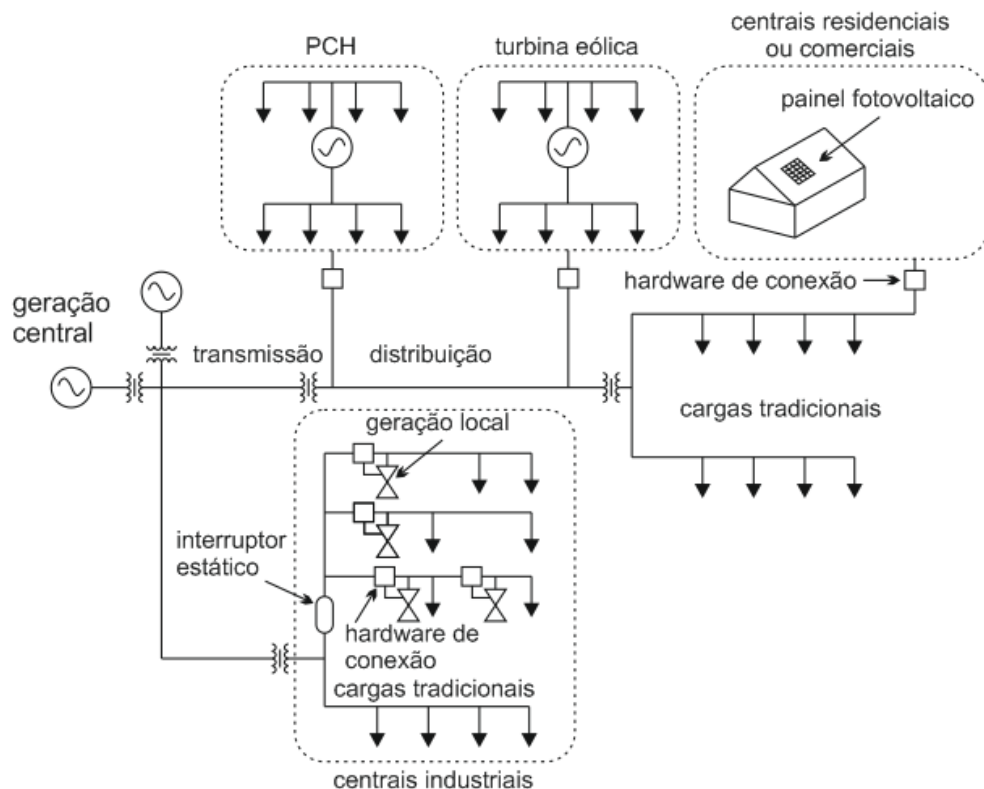 PCH
turbina eólica
centrais residenciais
ou comerciais
painel fotovoltaico
hardware de conexão
geração
central
transmissão
distribuição
cargas tradicionais
geração local
interruptor
estático
hardware de
conexão
cargas tradicionais
centrais industriais